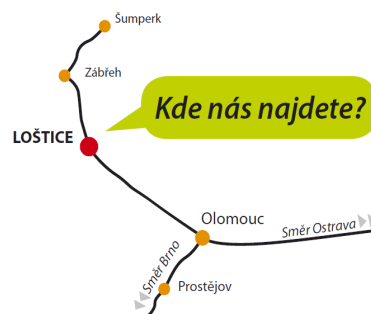 Šumperk
Zábřeh
Kde nás najdete?
LOŠTICE
Olomouc
Směr Ostrava
Směr Brno
Prostějov